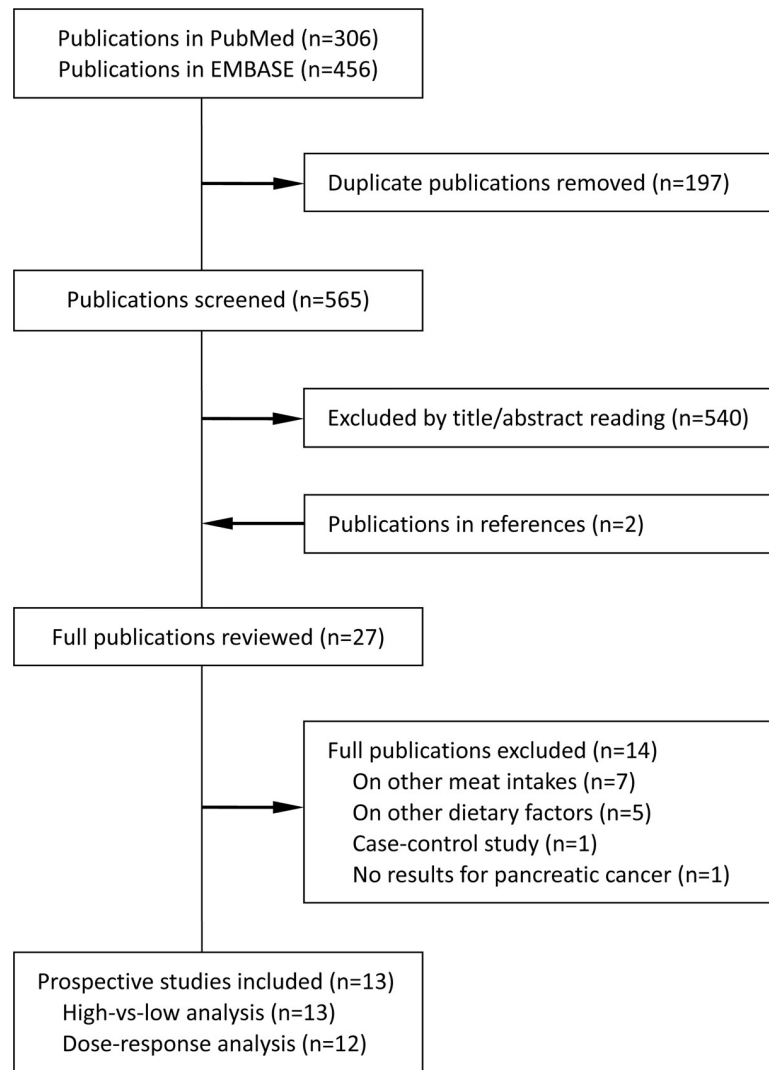 Publications in PubMed (n=306)
Publications in EMBASE (n=456)
Duplicate publications removed (n=197)
Publications screened (n=565)
Excluded by title/abstract reading (n=540)
Publications in references (n=2)
Full publications reviewed (n=27)
Full publications excluded (n=14)
On other meat intakes (n=7)
On other dietary factors (n=5)
Case-control study (n=1)
No results for pancreatic cancer (n=1)
Prospective studies included (n=13)
High-vs-low analysis (n=13)
Dose-response analysis (n=12)